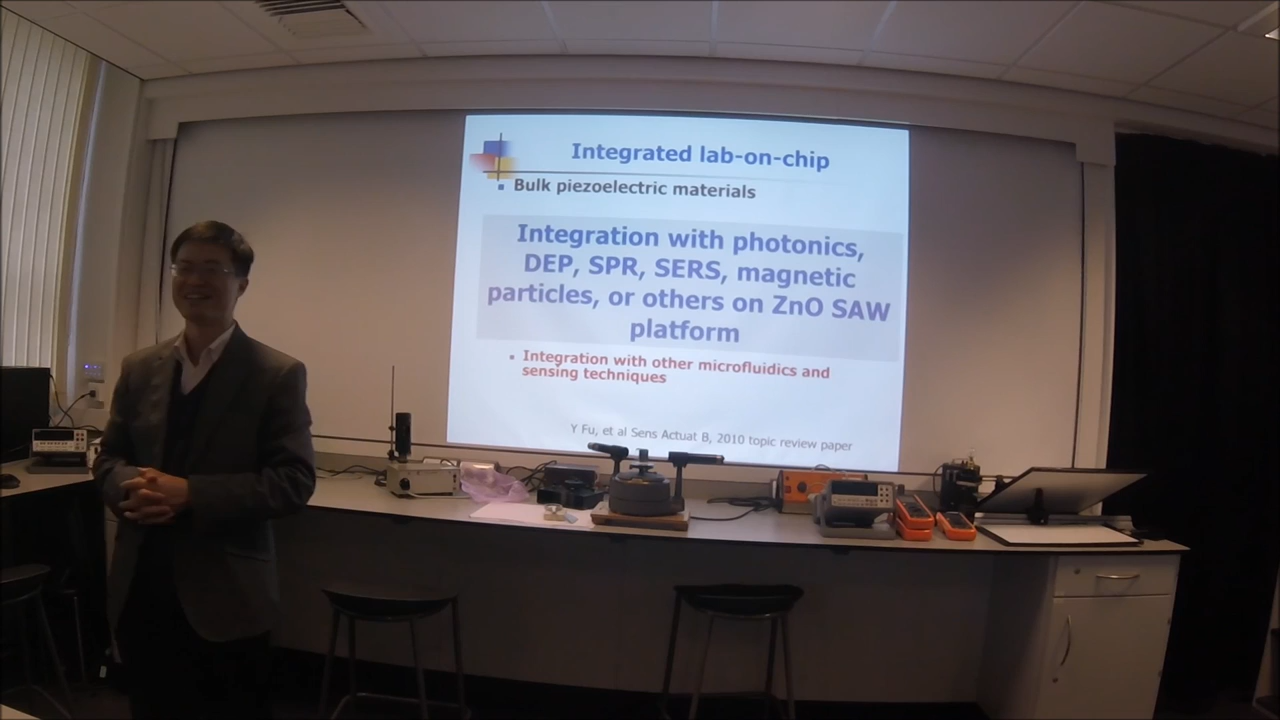 Integrated lab-on-chip
Bulk piezoelectric materials
Integration with photonics,
DEP, SPR, SERS, magnetic
particles, or others on ZnO SAW
platform
Integration with other microfluidics and
sensing techniques
Y Fu, et al Sens Actuat B, 2010 topic review paper